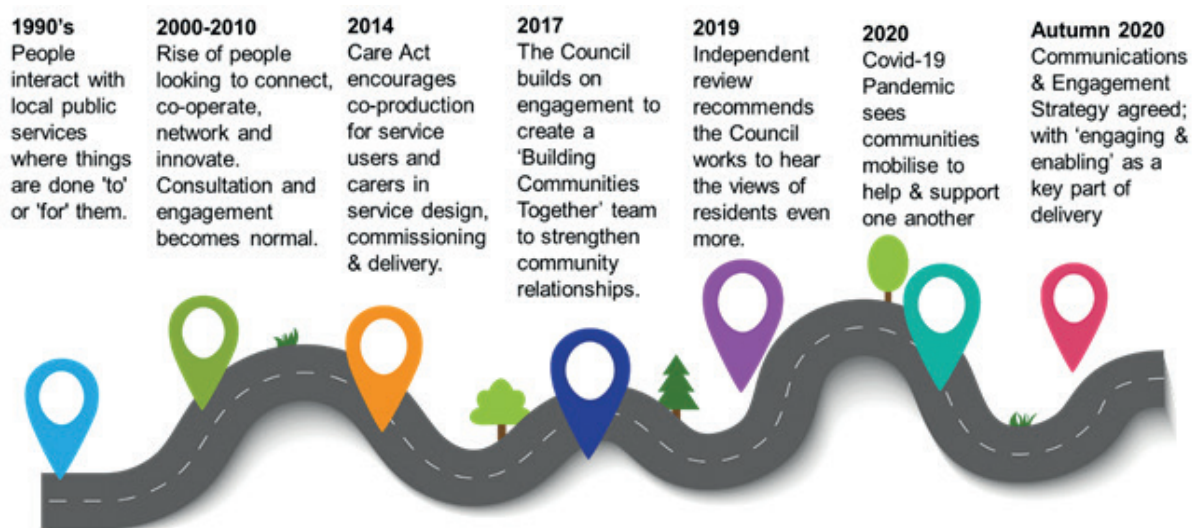 1990's
People
interact with
local public
services
where things
are done 'to'
or 'for' them.
2000-2010
Rise of people
looking to connect,
co-operate,
network and
innovate.
Consultation and
engagement
becomes normal.
2014
Care Act
encourages
co-production
for service
users and
carers in
service design,
commissioning
& delivery.
2017
The Council
builds on
engagement to
create a
‘Building
Communities
Together’ team
to strengthen
community
relationships.
2019
Independent
review
recommends
the Council
works to hear
the views of
residents even
more.
2020
Covid-19
Pandemic
sees
communities
mobilise to
help & support
one another
Autumn 2020
Communications
& Engagement
Strategy agreed;
with ‘engaging &
enabling’ as a
key part of
delivery